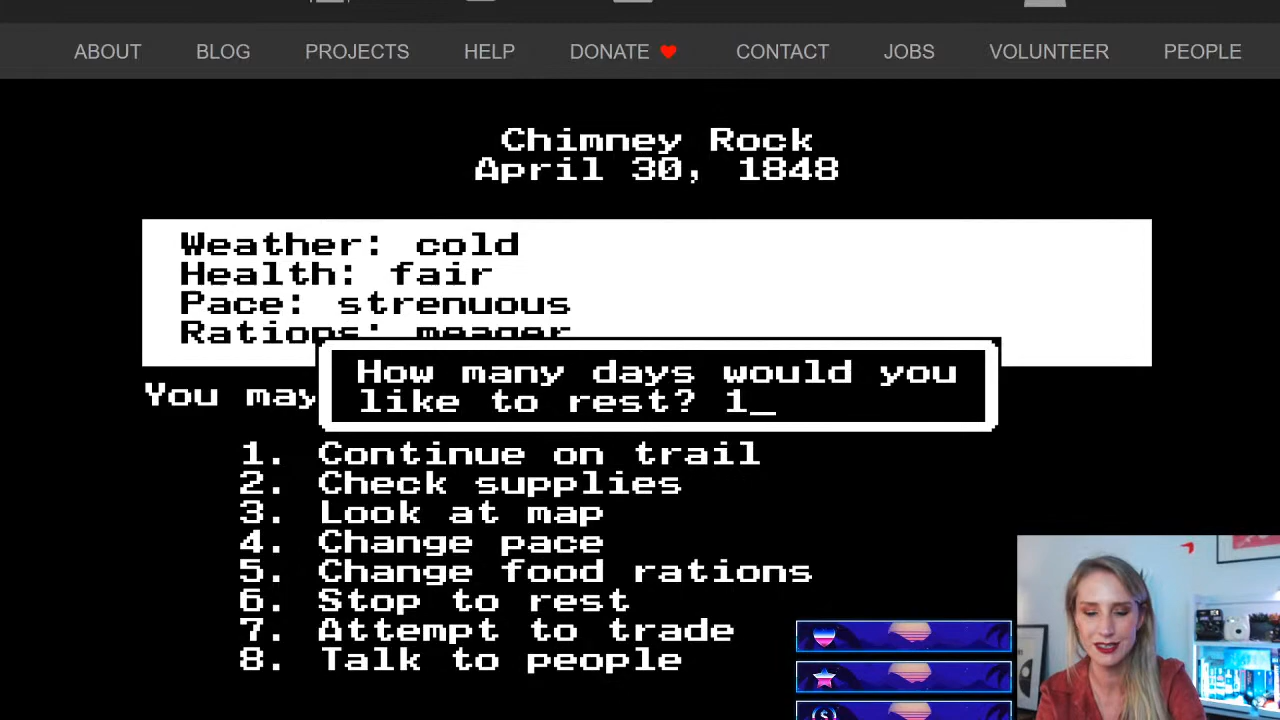 ABOUT BLOG PROJECTS HELP DONATE CONTACT JOBS VOLUNTEER PEOPLE
Chimney Rock
April 30, 1848
Weather: cold
Health: fair
Pace: strenuous
Rations: meager
How many days would you
like to rest? 1_
You may
1. Continue on trail
2. Check supplies
3. Look at map
4. Change pace
5. Change food rations
6. Stop to rest
7. Attempt to trade
8. Talk to people